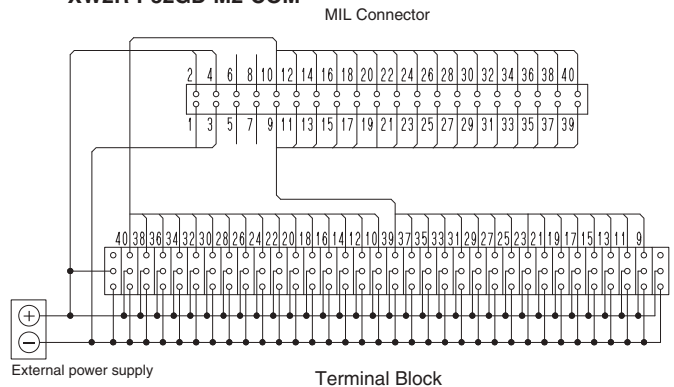 MIL Connector
2 4 6 8 10 12 14 16 18 20 22 24 26 28 30 32 34 36 38 40
1 3 5 7 9 11 13 15 17 19 21 23 25 27 29 31 33 35 37 39
40 38 36 34 32 30 28 26 24 22 20 18 16 14 12 10 39 37 35 33 31 29 27 25 23 21 19 17 15 13 11 9
+
−
External power supply
Terminal Block